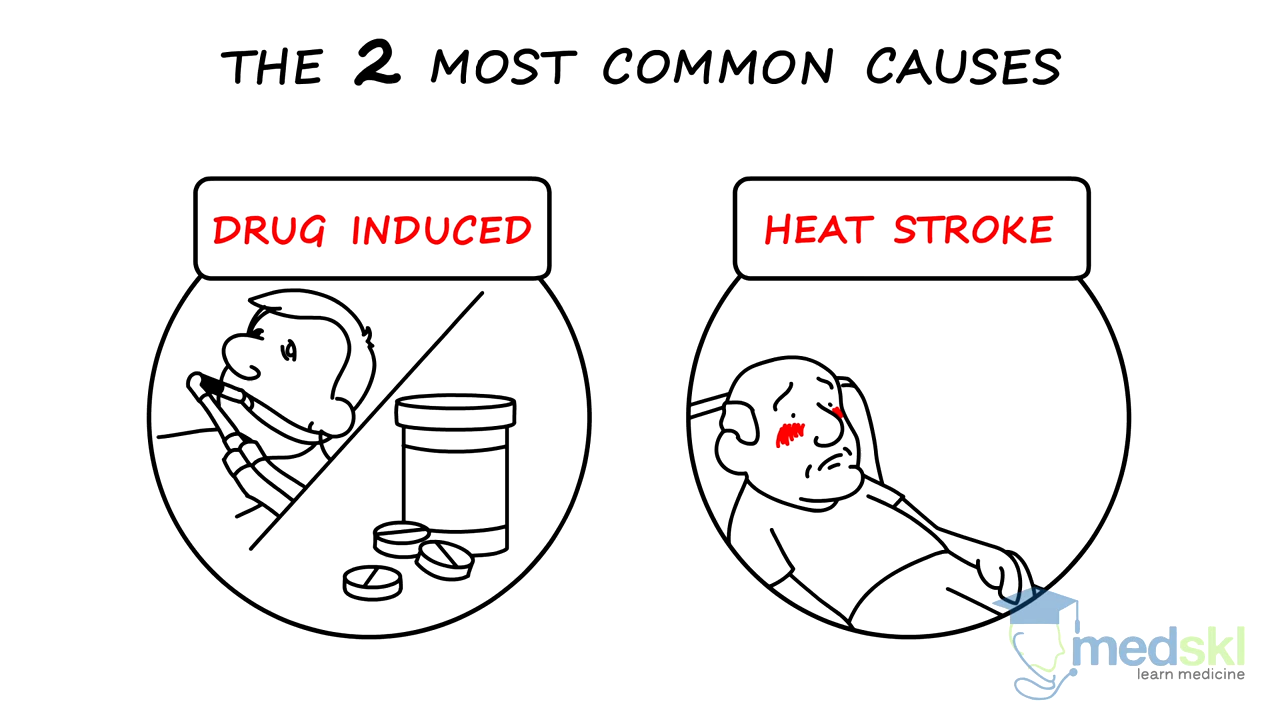 THE 2 MOST COMMON CAUSES
DRUG INDUCED
HEAT STROKE
medskl
learn medicine